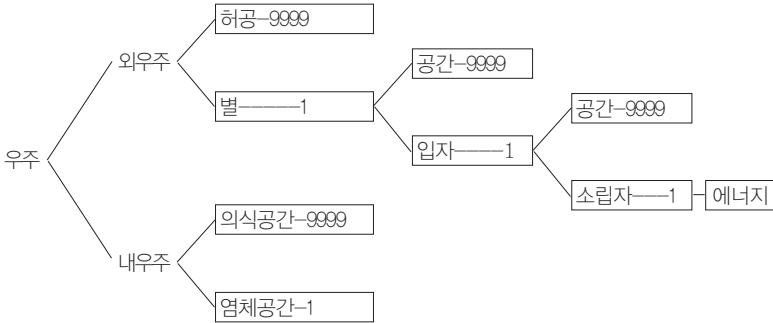 허공-9999
외우주
공간-9999
별-----1
공간-9999
입자----1
우주
소립자---1
에너지
의식공간-9999
내우주
염체공간-1